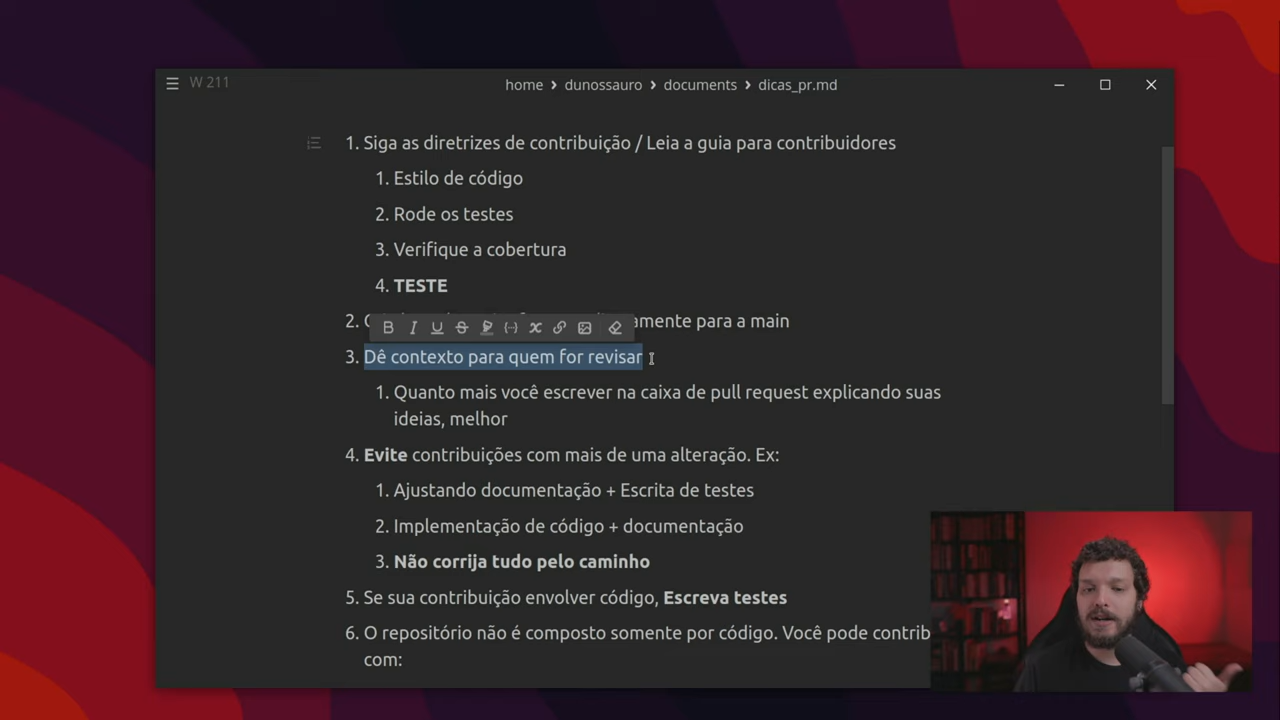 W 211
home › dunossauro › documents › dicas_pr.md
1. Siga as diretrizes de contribuição / Leia a guia para contribuidores
1. Estilo de código
2. Rode os testes
3. Verifique a cobertura
4. TESTE
2. amente para a main
3. Dê contexto para quem for revisar
1. Quanto mais você escrever na caixa de pull request explicando suas
ideias, melhor
4. Evite contribuições com mais de uma alteração. Ex:
1. Ajustando documentação + Escrita de testes
2. Implementação de código + documentação
3. Não corrija tudo pelo caminho
5. Se sua contribuição envolver código, Escreva testes
6. O repositório não é composto somente por código. Você pode contrib
com: